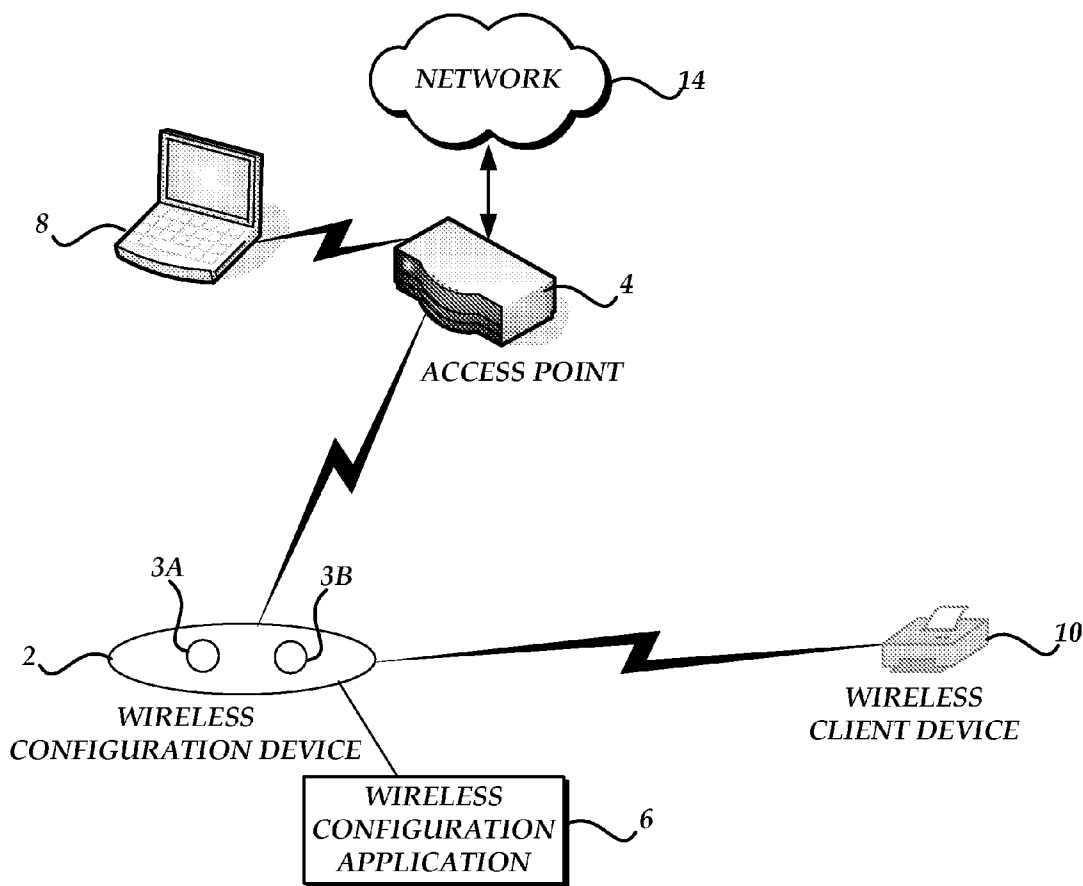 NETWORK
14
8
4
ACCESS POINT
3A
3B
2
10
WIRELESS
CONFIGURATION DEVICE
WIRELESS
CLIENT DEVICE
WIRELESS
CONFIGURATION
APPLICATION
6